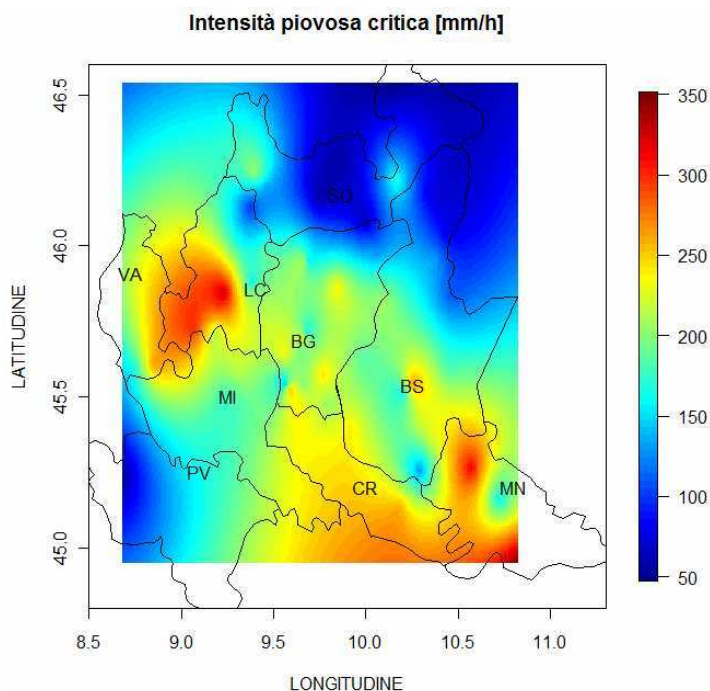 Intensità piovosa critica [mm/h]
46.5
46.0
45.5
45.0
LATITUDINE
VA
SO
LC
BG
MI
BS
PV
CR
MN
350
300
250
200
150
100
50
8.5 9.0 9.5 10.0 10.5 11.0
LONGITUDINE